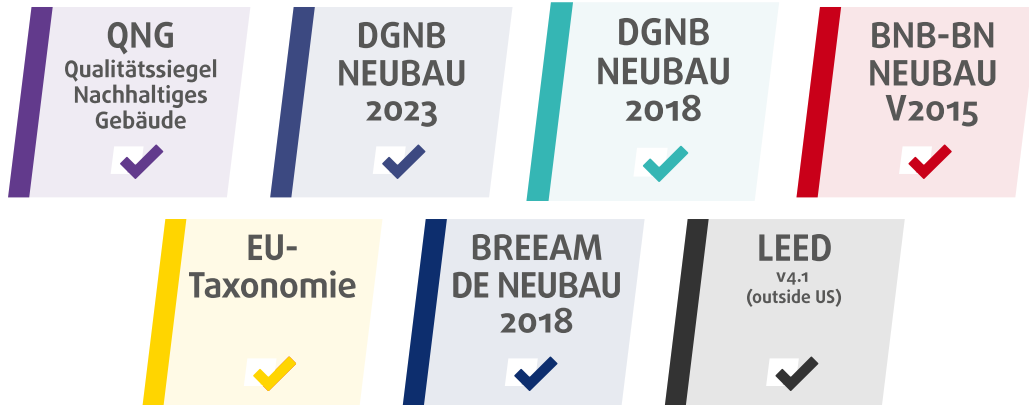 QNG
Qualitätssiegel
Nachhaltiges
Gebäude
DGNB
NEUBAU
2023
DGNB
NEUBAU
2018
BNB-BN
NEUBAU
V2015
EU-
Taxonomie
BREEAM
DE NEUBAU
2018
LEED
v4.1
(outside US)